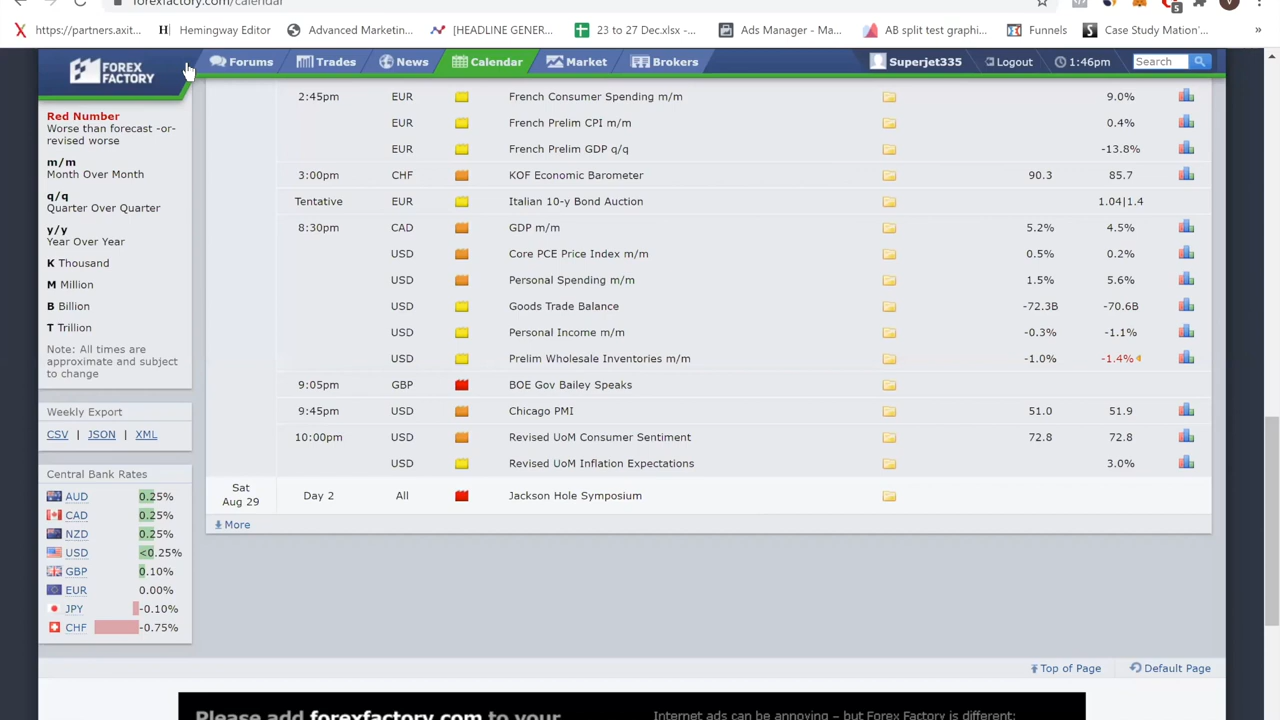 forexfactory.com/calendar
5
V
https://partners.axit...
Hemingway Editor
Advanced Marketin...
[HEADLINE GENER...
23 to 27 Dec.xlsx -...
Ads Manager - Ma...
AB split test graphi...
Funnels
Case Study Mation´...
»
FOREX
FACTORY
Forums
Trades
News
Calendar
Market
Brokers
Superjet335
Logout
1:46pm
Search
Red Number
Worse than forecast -or-
revised worse
m/m
Month Over Month
q/q
Quarter Over Quarter
y/y
Year Over Year
K Thousand
M Million
B Billion
T Trillion
Note: All times are
approximate and subject
to change
Weekly Export
CSV | JSON | XML
Central Bank Rates
AUD 0.25%
CAD 0.25%
NZD 0.25%
USD <0.25%
GBP 0.10%
EUR 0.00%
JPY -0.10%
CHF -0.75%
2:45pm EUR French Consumer Spending m/m 9.0%
EUR French Prelim CPI m/m 0.4%
EUR French Prelim GDP q/q -13.8%
3:00pm CHF KOF Economic Barometer 90.3 85.7
Tentative EUR Italian 10-y Bond Auction 1.04|1.4
8:30pm CAD GDP m/m 5.2% 4.5%
USD Core PCE Price Index m/m 0.5% 0.2%
USD Personal Spending m/m 1.5% 5.6%
USD Goods Trade Balance -72.3B -70.6B
USD Personal Income m/m -0.3% -1.1%
USD Prelim Wholesale Inventories m/m -1.0% -1.4%
9:05pm GBP BOE Gov Bailey Speaks
9:45pm USD Chicago PMI 51.0 51.9
10:00pm USD Revised UoM Consumer Sentiment 72.8 72.8
USD Revised UoM Inflation Expectations 3.0%
Sat
Aug 29
Day 2 All Jackson Hole Symposium
More
Top of Page
Default Page
Please add forexfactory.com to your
Internet ads can be annoying – but Forex Factory is different: